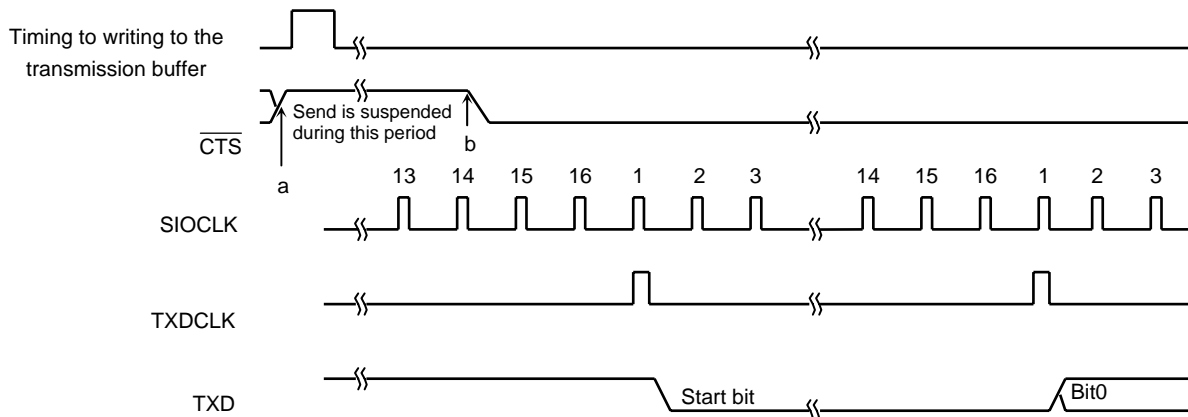 Timing to writing to the
transmission buffer
Send is suspended
during this period
CTS
a
b
13 14 15 16 1 2 3 14 15 16 1 2 3
SIOCLK
TXDCLK
Start bit
Bit0
TXD